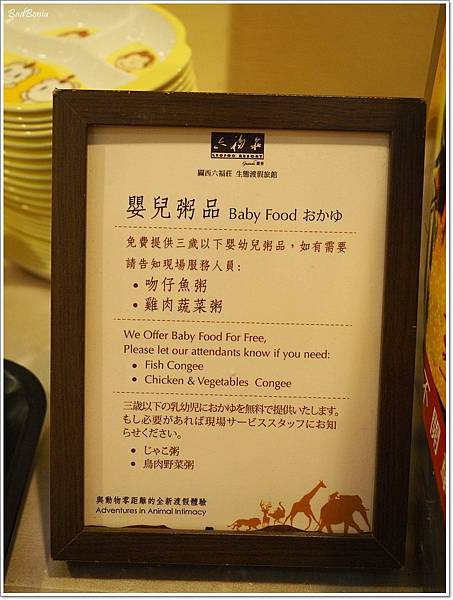 BadBoniu
六福莊
LEOFOO RESORT
Guanshi 關西
關西六福莊 生態渡假旅館
嬰兒粥品 Baby Food おかゆ
免費提供三歲以下嬰幼兒粥品，如有需要
請告知現場服務人員:
• 吻仔魚粥
• 雞肉蔬菜粥
We Offer Baby Food For Free,
Please let our attendants know if you need:
• Fish Congee
• Chicken & Vegetables Congee
三歲以下の乳幼児におかゆを無料で提供いたします。
もし必要があれば現場サービススタッフにお知
らせください。
• じゃこ粥
• 鳥肉野菜粥
與動物零距離的全新渡假體驗
Adventures in Animal Intimacy